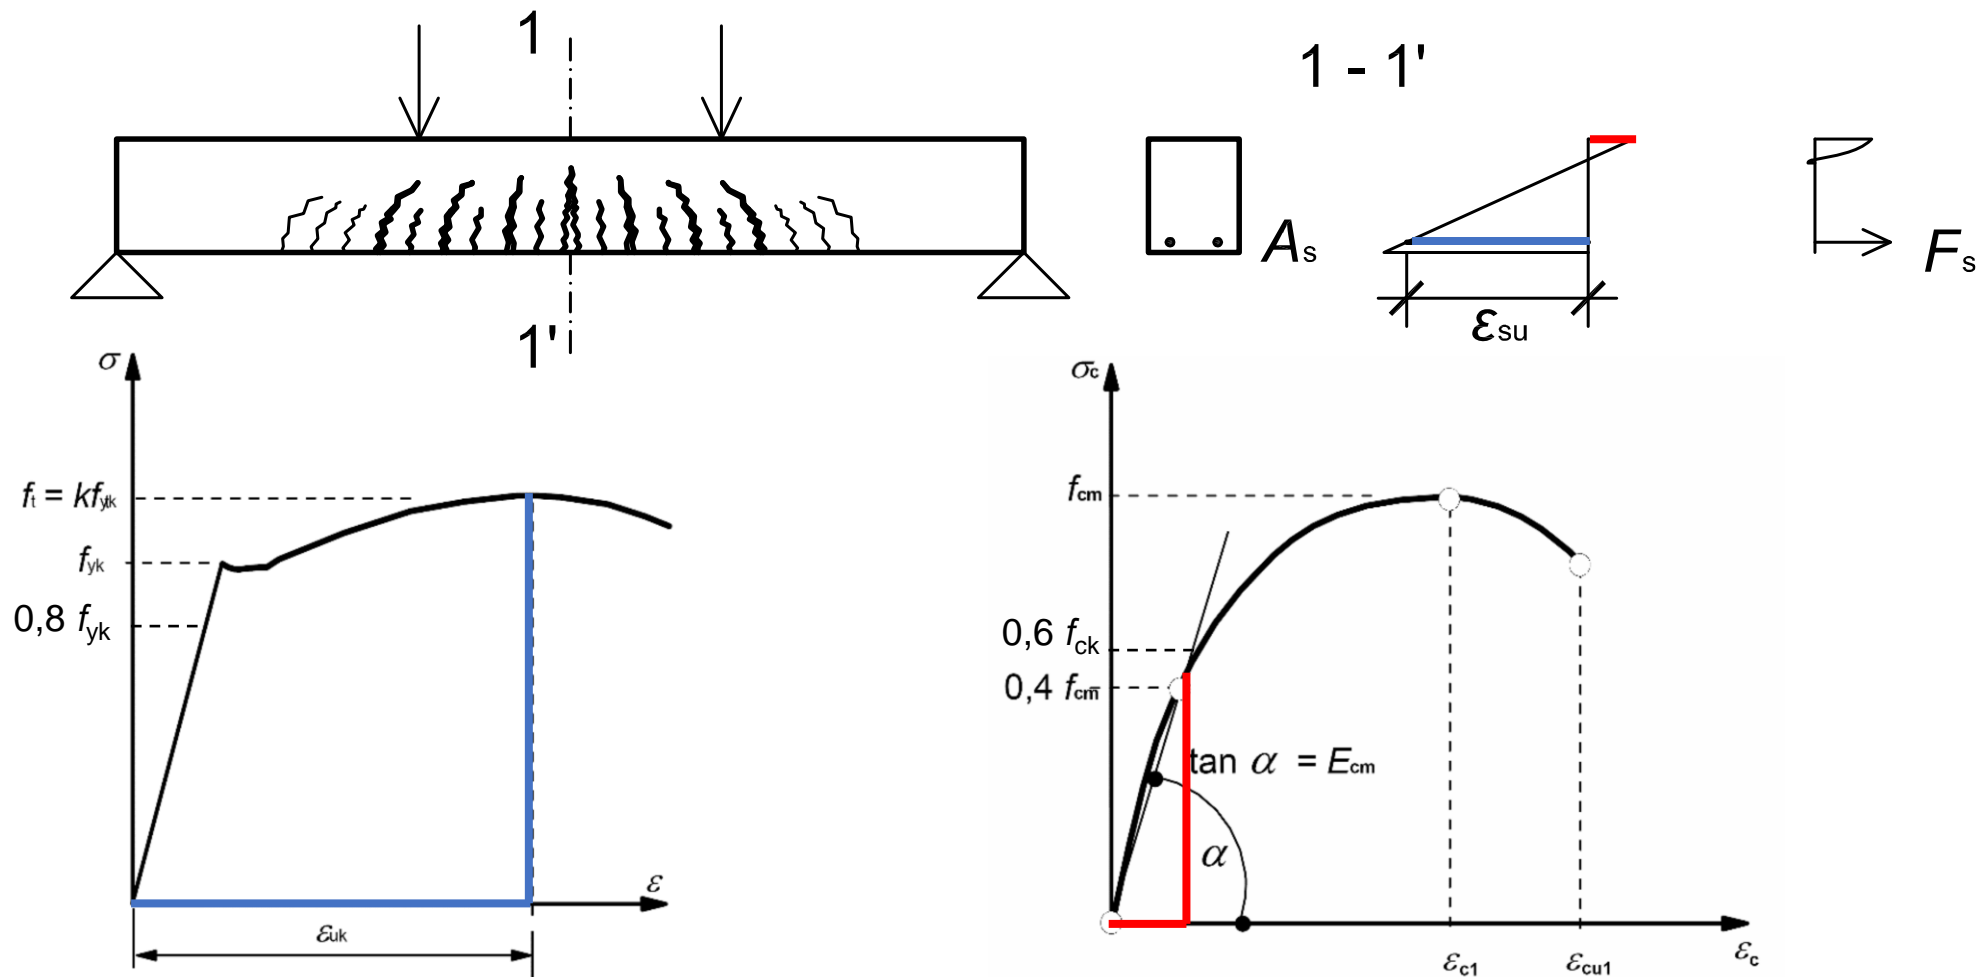 1
1 - 1'
As
Fs
εsu
1'
σ
ft = kfytk
fyk
0,8 fyk
ε
εuk
σc
fcm
0,6 fck
0,4 fcm
tan α = Ecm
α
εc1
εcu1
εc